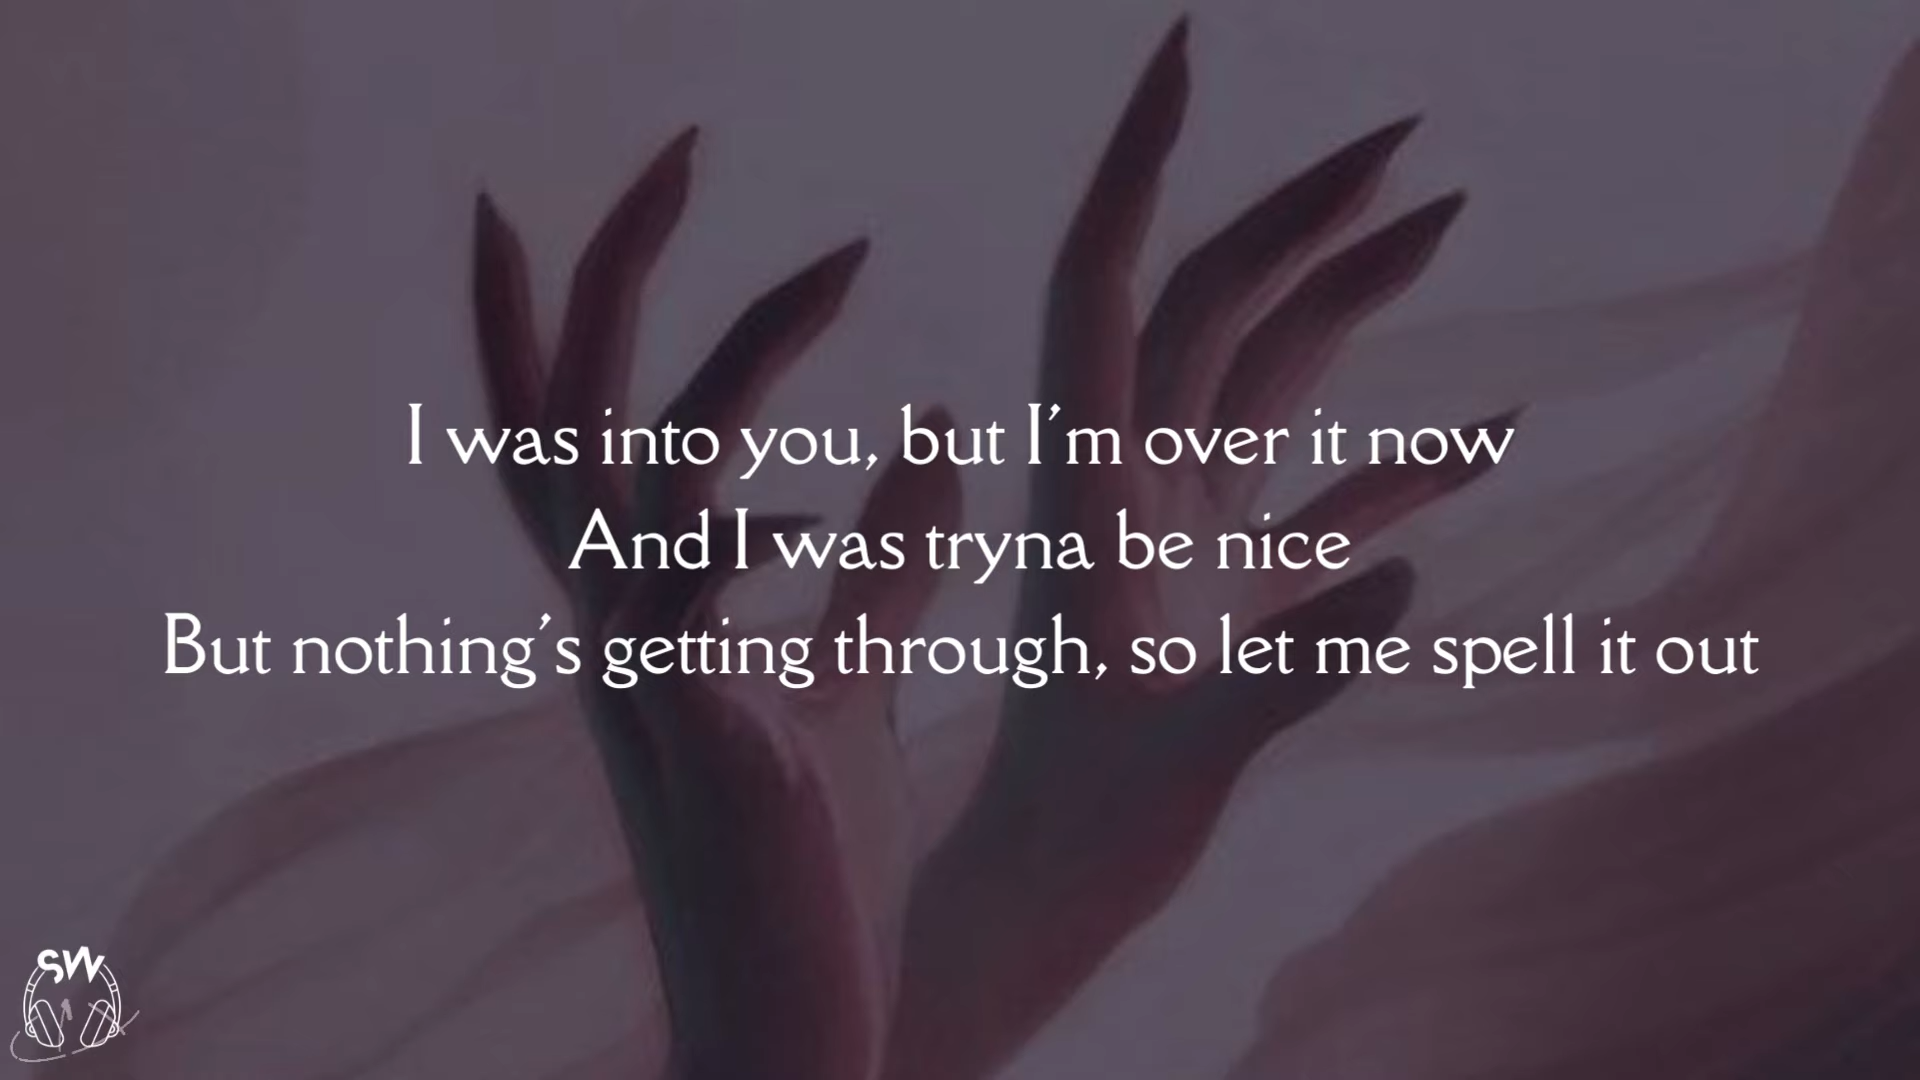 I was into you, but I'm over it now
And I was tryna be nice
But nothing's getting through, so let me spell it out
SW